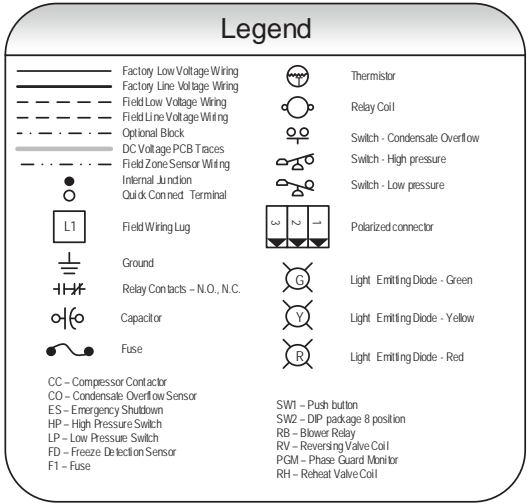 Legend
Factory Low Voltage Wiring
Factory Line Voltage Wiring
Field Low Voltage Wiring
Field Line Voltage Wiring
Optional Block
DC Voltage PCB Traces
Field Zone Sensor Wiring
Internal Junction
Quick Connect Terminal
L1
Field Wiring Lug
Ground
Relay Contacts – N.O., N.C.
Capacitor
Fuse
Thermistor
Relay Coil
Switch - Condensate Overflow
Switch - High pressure
Switch - Low pressure
3 2 1
Polarized connector
G
Light Emitting Diode - Green
Y
Light Emitting Diode - Yellow
R
Light Emitting Diode - Red
CC – Compressor Contactor
CO – Condensate Overflow Sensor
ES – Emergency Shutdown
HP – High Pressure Switch
LP – Low Pressure Switch
FD – Freeze Detection Sensor
F1 – Fuse
SW1 – Push button
SW2 – DIP package 8 position
RB – Blower Relay
RV – Reversing Valve Coil
PGM – Phase Guard Monitor
RH – Reheat Valve Coil